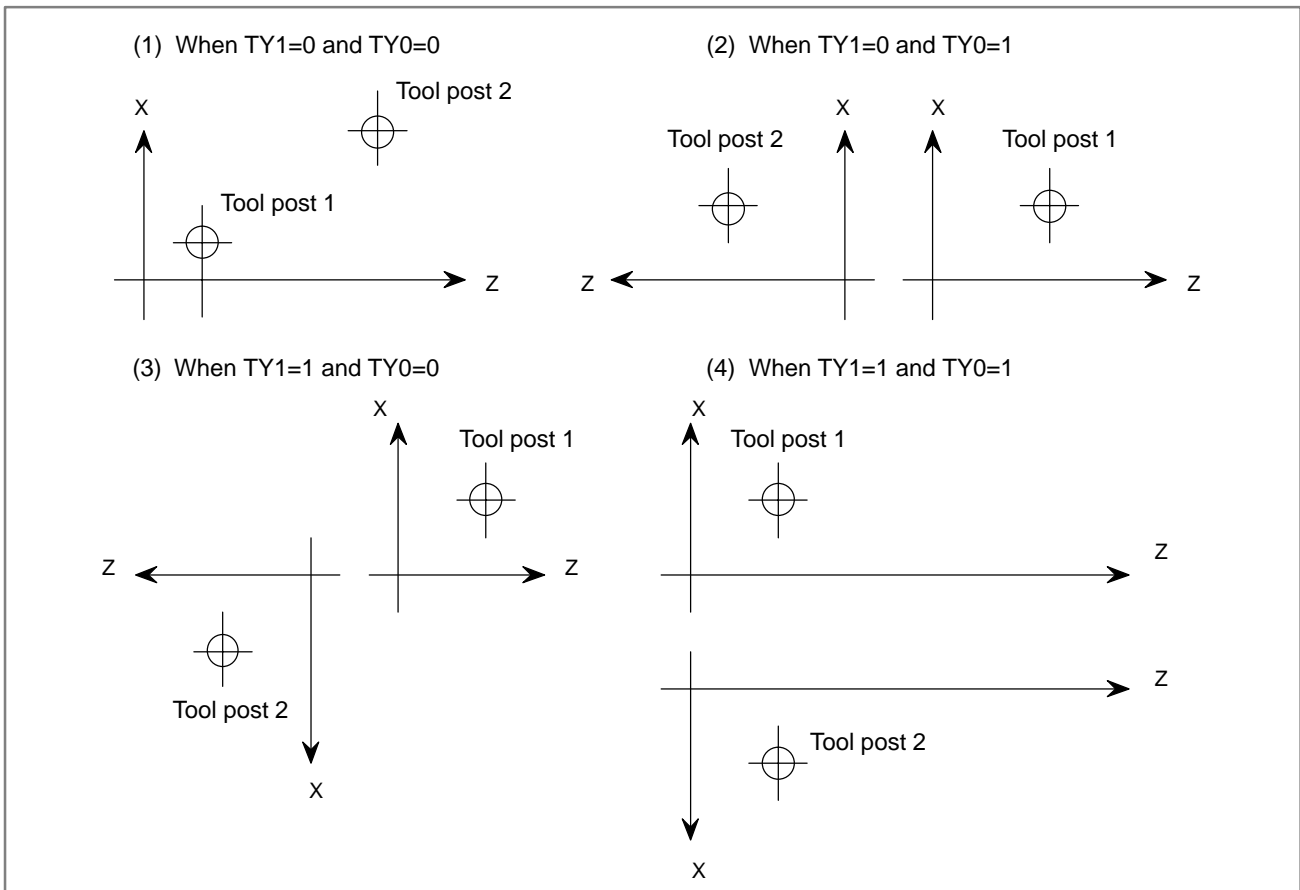 (1) When TY1=0 and TY0=0
X
Tool post 2
Tool post 1
Z
(2) When TY1=0 and TY0=1
X
X
Tool post 2
Tool post 1
Z
Z
(3) When TY1=1 and TY0=0
X
Tool post 1
Z
Z
Tool post 2
X
(4) When TY1=1 and TY0=1
X
Tool post 1
Z
Z
Tool post 2
X